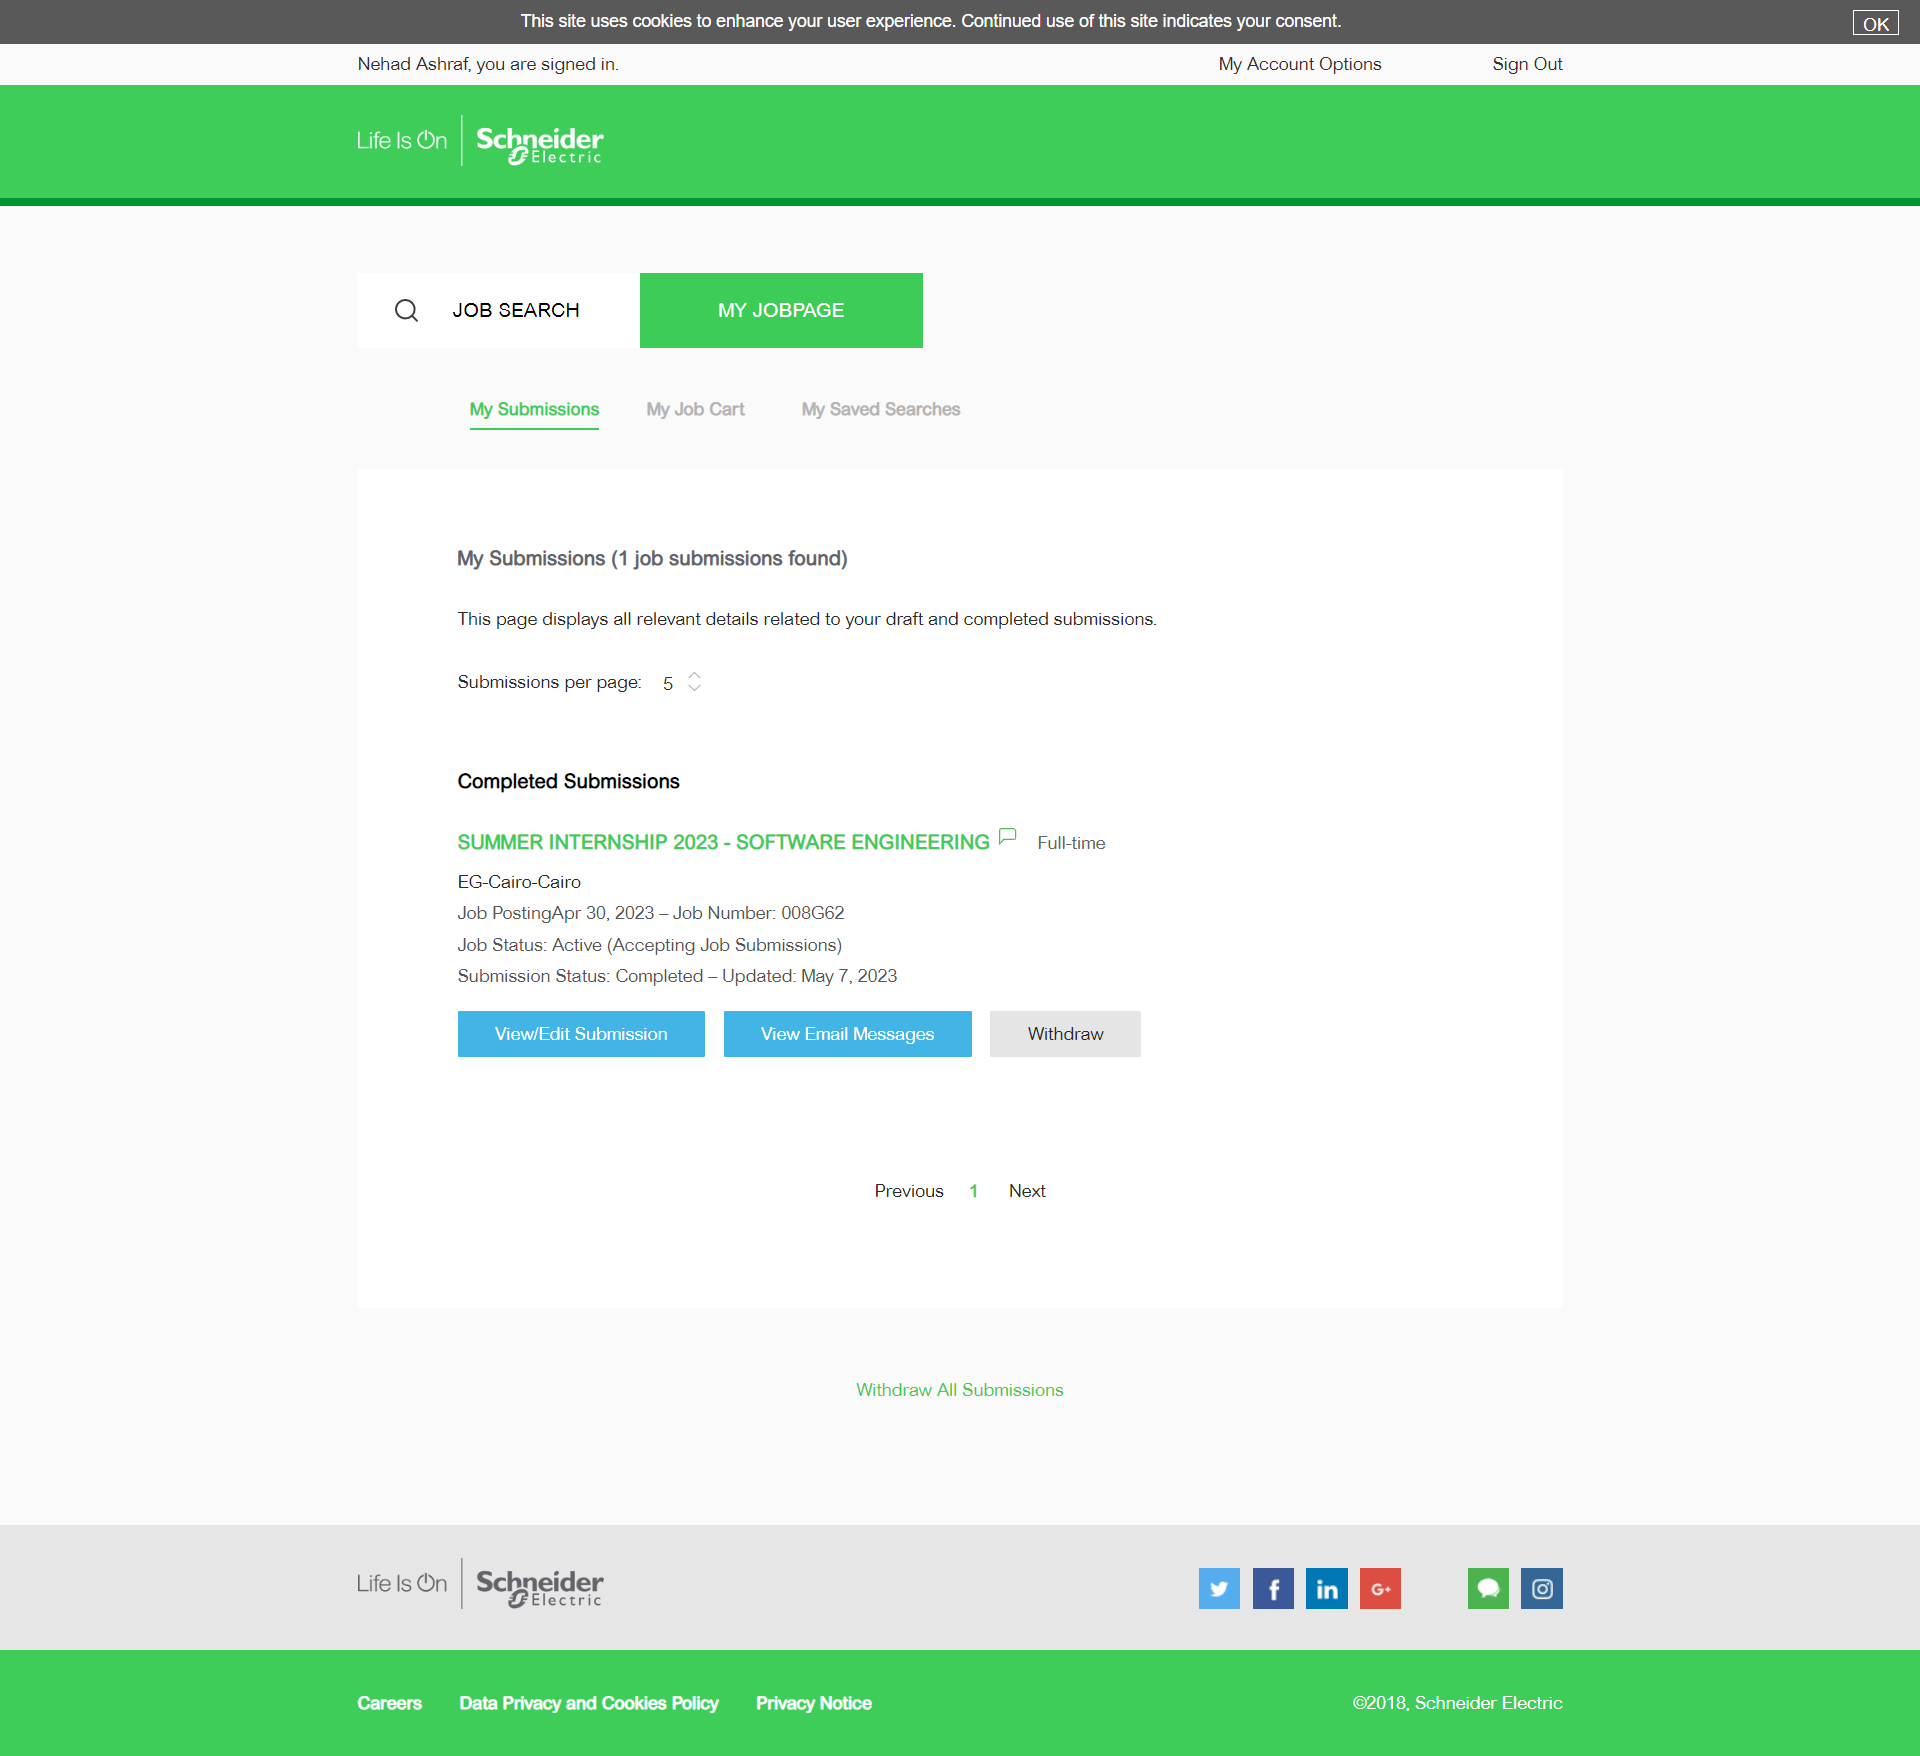 This site uses cookies to enhance your user experience. Continued use of this site indicates your consent.
OK
Nehad Ashraf, you are signed in.
My Account Options
Sign Out
Life Is On
Schneider
Electric
JOB SEARCH
MY JOBPAGE
My Submissions
My Job Cart
My Saved Searches
My Submissions (1 job submissions found)
This page displays all relevant details related to your draft and completed submissions.
Submissions per page: 5
Completed Submissions
SUMMER INTERNSHIP 2023 - SOFTWARE ENGINEERING Full-time
EG-Cairo-Cairo
Job PostingApr 30, 2023 – Job Number: 008G62
Job Status: Active (Accepting Job Submissions)
Submission Status: Completed – Updated: May 7, 2023
View/Edit Submission
View Email Messages
Withdraw
Previous 1 Next
Withdraw All Submissions
Life Is On
Schneider
Electric
f
in
G+
Careers
Data Privacy and Cookies Policy
Privacy Notice
©2018, Schneider Electric